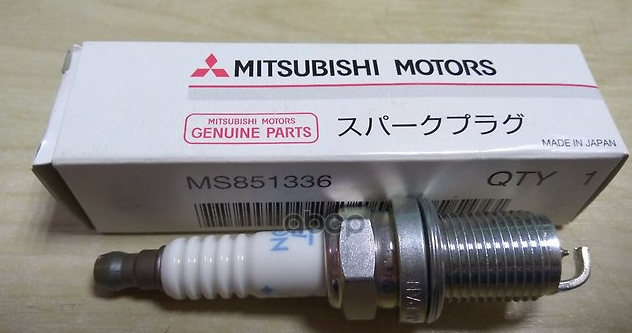 MITSUBISHI MOTORS
MITSUBISHI MOTORS
GENUINE PARTS
スパークプラグ
MADE IN JAPAN
MS851336
QTY 1